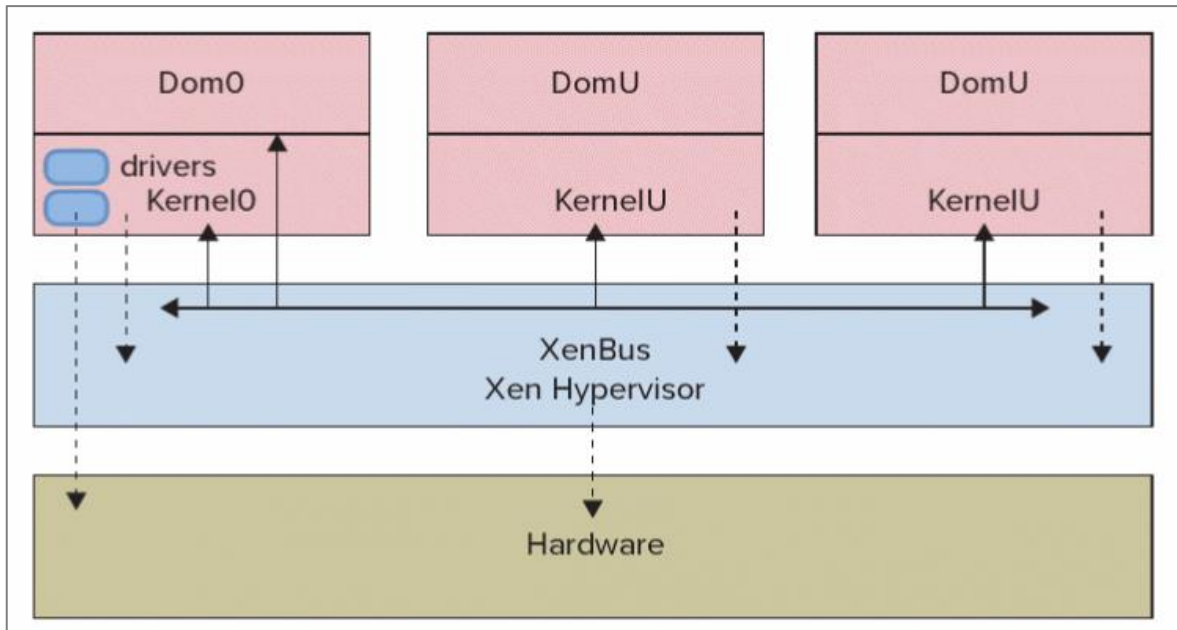 Dom0
DomU
DomU
drivers
Kernel0
KernelU
KernelU
XenBus
Xen Hypervisor
Hardware